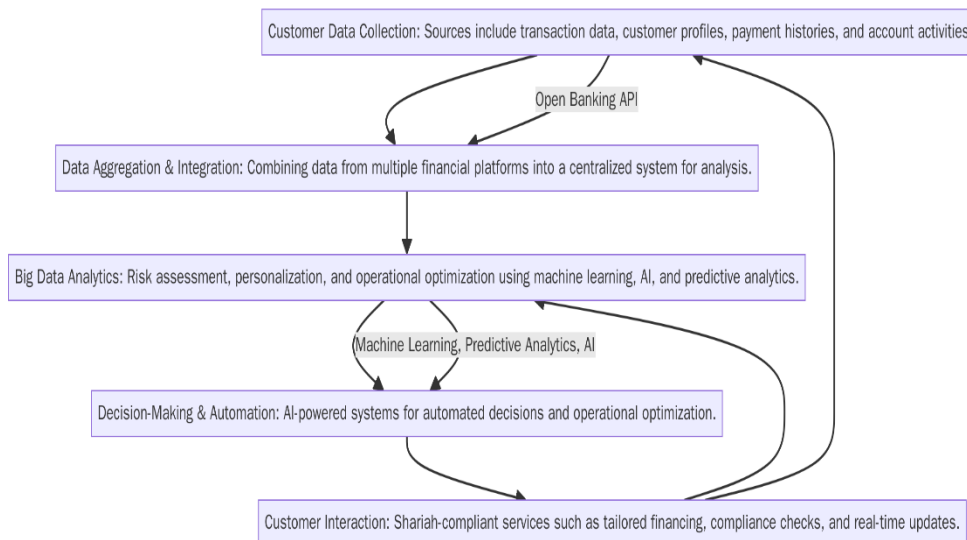 Customer Data Collection: Sources include transaction data, customer profiles, payment histories, and account activities
Open Banking API
Data Aggregation & Integration: Combining data from multiple financial platforms into a centralized system for analysis.
Big Data Analytics: Risk assessment, personalization, and operational optimization using machine learning, AI, and predictive analytics.
Machine Learning, Predictive Analytics, AI
Decision-Making & Automation: AI-powered systems for automated decisions and operational optimization.
Customer Interaction: Shariah-compliant services such as tailored financing, compliance checks, and real-time updates.